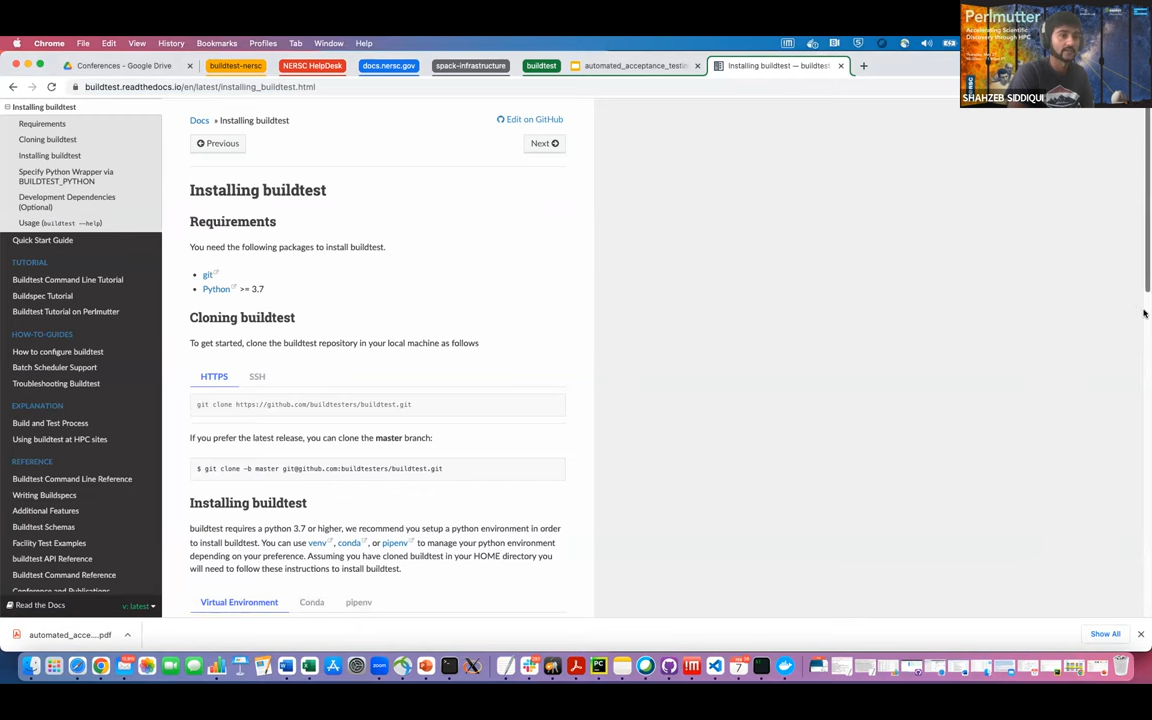 Chrome File Edit View History Bookmarks Profiles Tab Window Help
Perlmutter
Accelerating Scientific
Discovery through HPC
SHAHZEB SIDDIQUI
Conferences - Google Drive
buildtest-nersc
NERSC HelpDesk
docs.nersc.gov
spack-infrastructure
buildtest
automated_acceptance_testin
Installing buildtest — buildtest
buildtest.readthedocs.io/en/latest/installing_buildtest.html
Installing buildtest
Requirements
Cloning buildtest
Installing buildtest
Specify Python Wrapper via
BUILDTEST_PYTHON
Development Dependencies
(Optional)
Usage (buildtest --help)
Quick Start Guide
TUTORIAL
Buildtest Command Line Tutorial
Buildspec Tutorial
Buildtest Tutorial on Perlmutter
HOW-TO-GUIDES
How to configure buildtest
Batch Scheduler Support
Troubleshooting Buildtest
EXPLANATION
Build and Test Process
Using buildtest at HPC sites
REFERENCE
Buildtest Command Line Reference
Writing Buildspecs
Additional Features
Buildtest Schemas
Facility Test Examples
buildtest API Reference
Buildtest Command Reference
Conference and Publications
Read the Docs v: latest
Docs » Installing buildtest
Edit on GitHub
Previous
Next
Installing buildtest
Requirements
You need the following packages to install buildtest.
• git
• Python >= 3.7
Cloning buildtest
To get started, clone the buildtest repository in your local machine as follows
HTTPS SSH
git clone https://github.com/buildtesters/buildtest.git
If you prefer the latest release, you can clone the master branch:
$ git clone -b master git@github.com:buildtesters/buildtest.git
Installing buildtest
buildtest requires a python 3.7 or higher, we recommend you setup a python environment in order
to install buildtest. You can use venv, conda, or pipenv to manage your python environment
depending on your preference. Assuming you have cloned buildtest in your HOME directory you
will need to follow these instructions to install buildtest.
Virtual Environment Conda pipenv
automated_acce....pdf
Show All